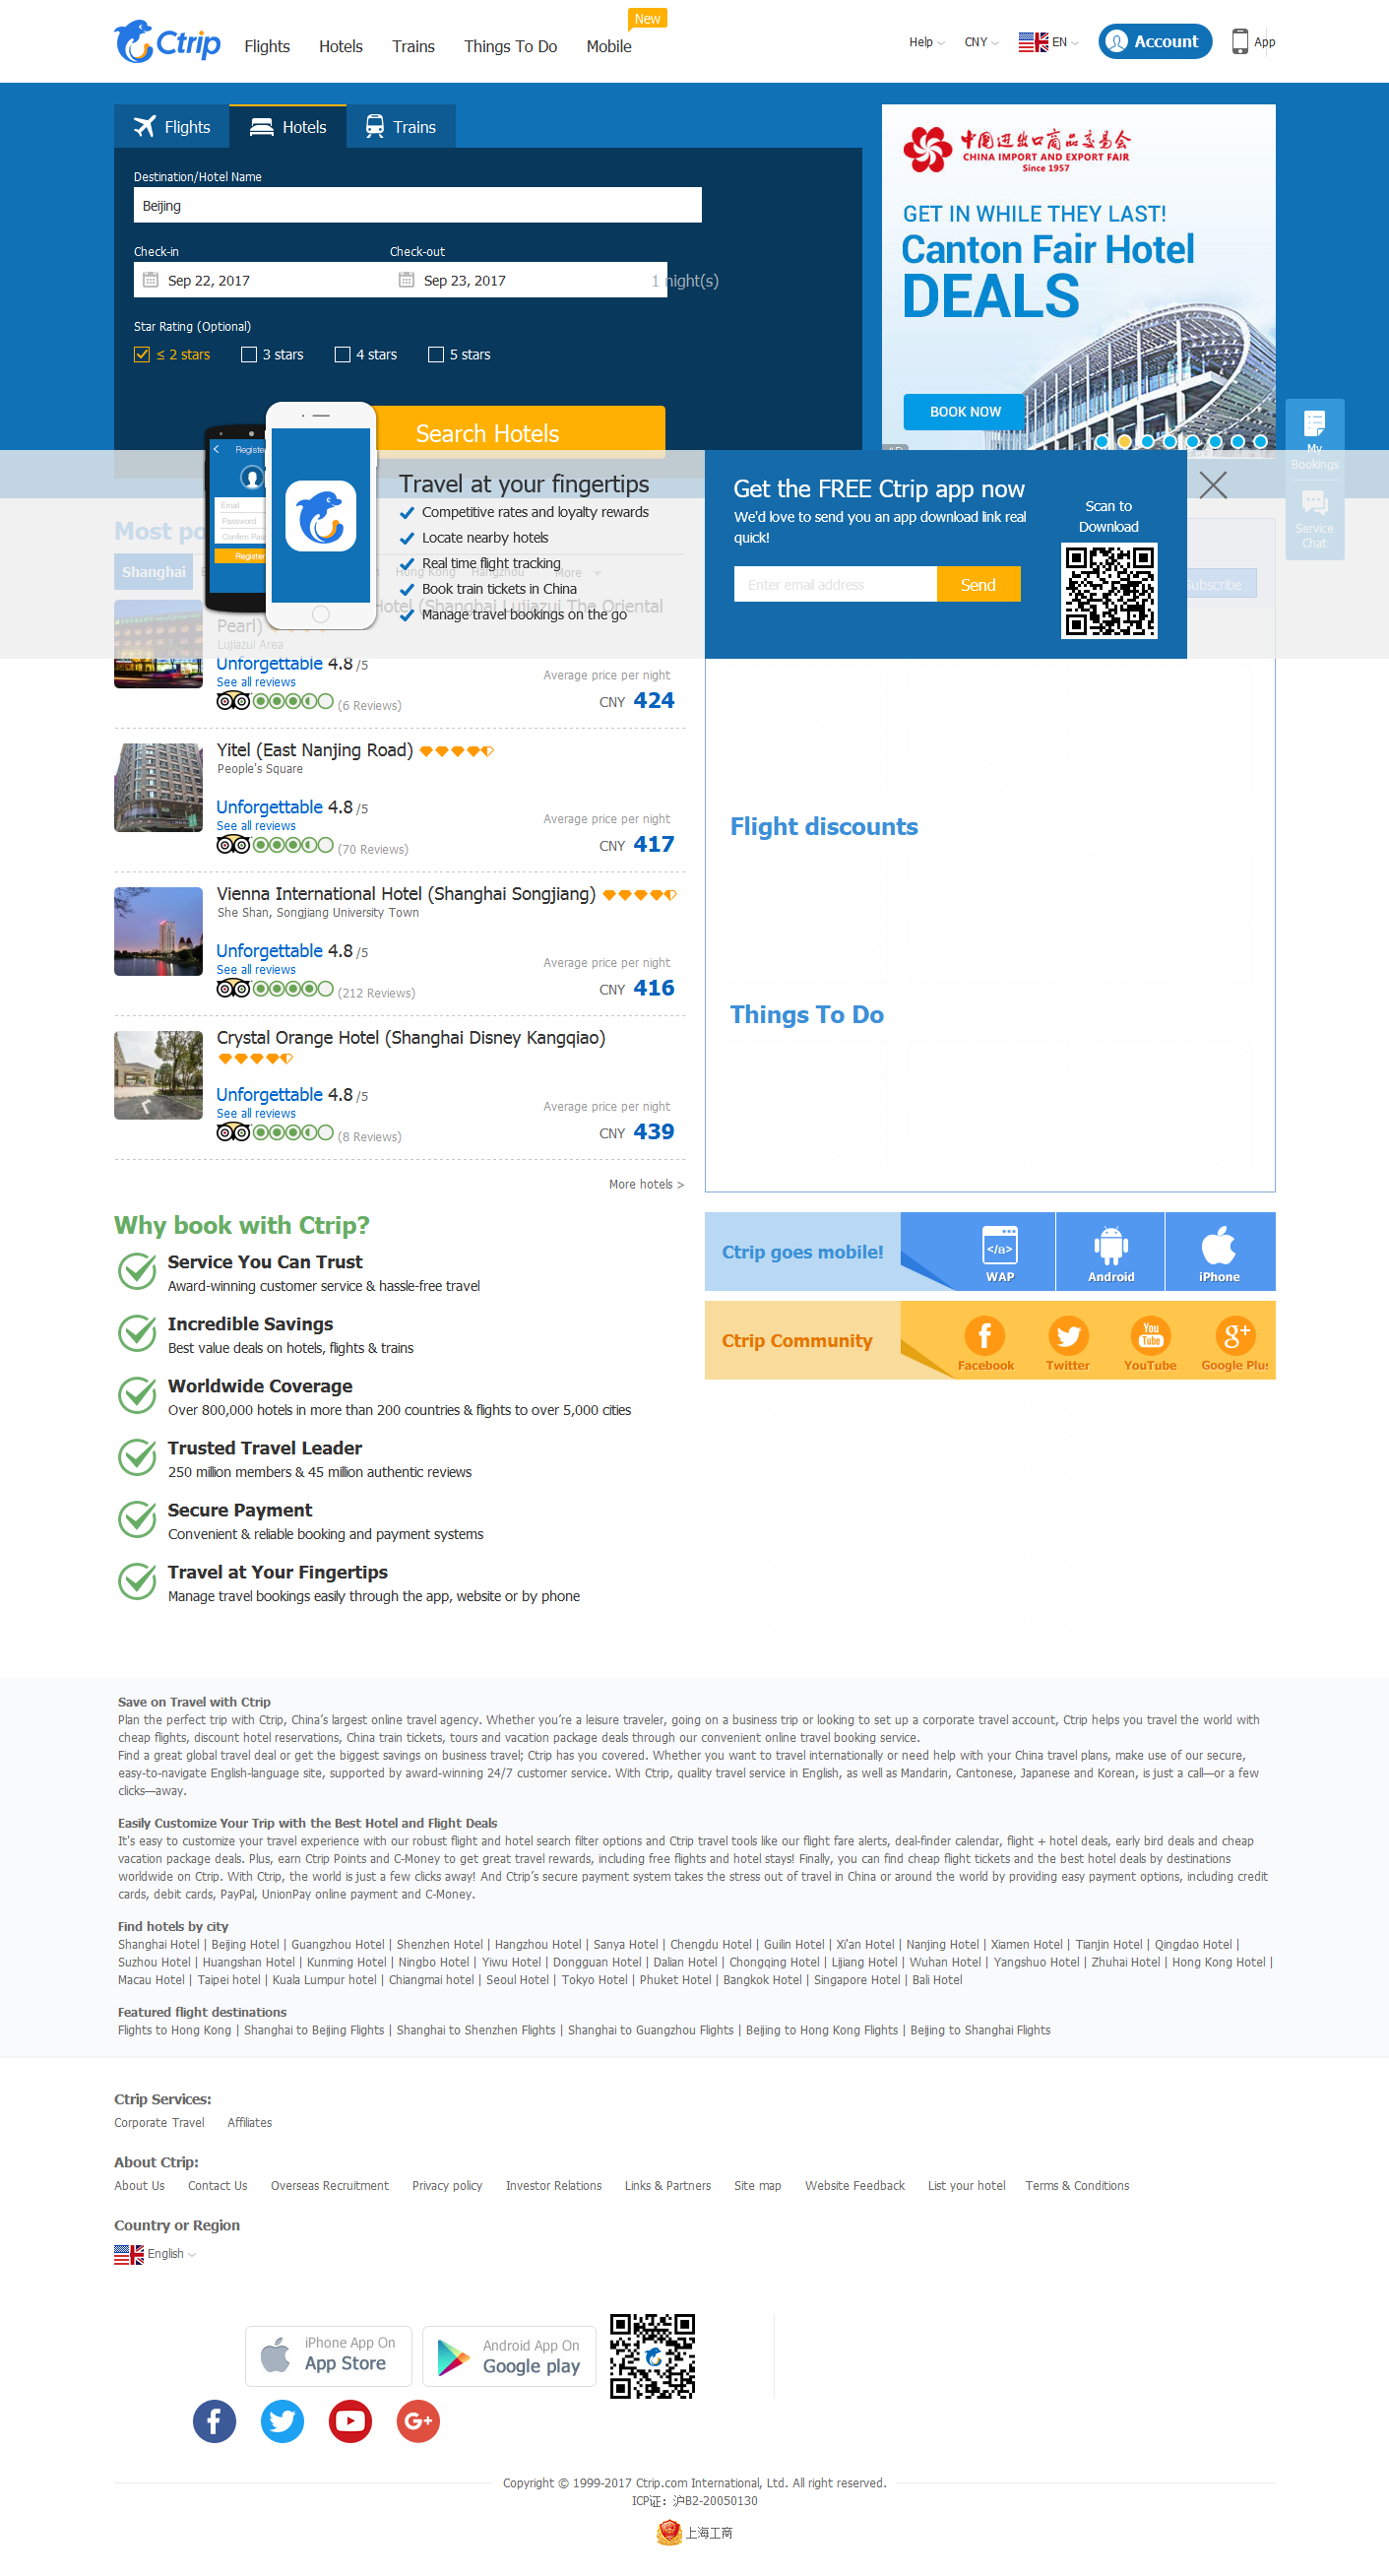 Ctrip
Flights
Hotels
Trains
Things To Do
Mobile
New
Help
CNY
EN
Account
App
Flights
Hotels
Trains
Destination/Hotel Name
Beijing
Check-in
Check-out
Sep 22, 2017
Sep 23, 2017
1 night(s)
Star Rating (Optional)
≤ 2 stars
3 stars
4 stars
5 stars
Search Hotels
中国进出口商品交易会
CHINA IMPORT AND EXPORT FAIR
Since 1957
GET IN WHILE THEY LAST!
Canton Fair Hotel
DEALS
BOOK NOW
My
Bookings
Service
Chat
Register
Email
Password
Register
Travel at your fingertips
Competitive rates and loyalty rewards
Locate nearby hotels
Real time flight tracking
Book train tickets in China
Manage travel bookings on the go
Get the FREE Ctrip app now
We'd love to send you an app download link real
quick!
Enter email address
Send
Scan to
Download
Subscribe
Most po
Shanghai
Hong Kong
Hangzhou
More
Hotel (Shanghai Lujiazui The Oriental
Pearl)
Lujiazui Area
Unforgettable 4.8 /5
See all reviews
(6 Reviews)
Average price per night
CNY 424
Yitel (East Nanjing Road)
People's Square
Unforgettable 4.8 /5
See all reviews
(70 Reviews)
Average price per night
CNY 417
Vienna International Hotel (Shanghai Songjiang)
She Shan, Songjiang University Town
Unforgettable 4.8 /5
See all reviews
(212 Reviews)
Average price per night
CNY 416
Crystal Orange Hotel (Shanghai Disney Kangqiao)
Unforgettable 4.8 /5
See all reviews
(8 Reviews)
Average price per night
CNY 439
More hotels >
Flight discounts
Things To Do
Why book with Ctrip?
Service You Can Trust
Award-winning customer service & hassle-free travel
Incredible Savings
Best value deals on hotels, flights & trains
Worldwide Coverage
Over 800,000 hotels in more than 200 countries & flights to over 5,000 cities
Trusted Travel Leader
250 million members & 45 million authentic reviews
Secure Payment
Convenient & reliable booking and payment systems
Travel at Your Fingertips
Manage travel bookings easily through the app, website or by phone
Ctrip goes mobile!
</a>
WAP
Android
iPhone
Ctrip Community
Facebook
Twitter
You
Tube
YouTube
g+
Google Plus
Save on Travel with Ctrip
Plan the perfect trip with Ctrip, China’s largest online travel agency. Whether you’re a leisure traveler, going on a business trip or looking to set up a corporate travel account, Ctrip helps you travel the world with
cheap flights, discount hotel reservations, China train tickets, tours and vacation package deals through our convenient online travel booking service.
Find a great global travel deal or get the biggest savings on business travel; Ctrip has you covered. Whether you want to travel internationally or need help with your China travel plans, make use of our secure,
easy-to-navigate English-language site, supported by award-winning 24/7 customer service. With Ctrip, quality travel service in English, as well as Mandarin, Cantonese, Japanese and Korean, is just a call—or a few
clicks—away.
Easily Customize Your Trip with the Best Hotel and Flight Deals
It's easy to customize your travel experience with our robust flight and hotel search filter options and Ctrip travel tools like our flight fare alerts, deal-finder calendar, flight + hotel deals, early bird deals and cheap
vacation package deals. Plus, earn Ctrip Points and C-Money to get great travel rewards, including free flights and hotel stays! Finally, you can find cheap flight tickets and the best hotel deals by destinations
worldwide on Ctrip. With Ctrip, the world is just a few clicks away! And Ctrip’s secure payment system takes the stress out of travel in China or around the world by providing easy payment options, including credit
cards, debit cards, PayPal, UnionPay online payment and C-Money.
Find hotels by city
Shanghai Hotel | Beijing Hotel | Guangzhou Hotel | Shenzhen Hotel | Hangzhou Hotel | Sanya Hotel | Chengdu Hotel | Guilin Hotel | Xi'an Hotel | Nanjing Hotel | Xiamen Hotel | Tianjin Hotel | Qingdao Hotel |
Suzhou Hotel | Huangshan Hotel | Kunming Hotel | Ningbo Hotel | Yiwu Hotel | Dongguan Hotel | Dalian Hotel | Chongqing Hotel | Lijiang Hotel | Wuhan Hotel | Yangshuo Hotel | Zhuhai Hotel | Hong Kong Hotel |
Macau Hotel | Taipei hotel | Kuala Lumpur hotel | Chiangmai hotel | Seoul Hotel | Tokyo Hotel | Phuket Hotel | Bangkok Hotel | Singapore Hotel | Bali Hotel
Featured flight destinations
Flights to Hong Kong | Shanghai to Beijing Flights | Shanghai to Shenzhen Flights | Shanghai to Guangzhou Flights | Beijing to Hong Kong Flights | Beijing to Shanghai Flights
Ctrip Services:
Corporate Travel
Affiliates
About Ctrip:
About Us
Contact Us
Overseas Recruitment
Privacy policy
Investor Relations
Links & Partners
Site map
Website Feedback
List your hotel
Terms & Conditions
Country or Region
English
iPhone App On
App Store
Android App On
Google play
G+
Copyright © 1999-2017 Ctrip.com International, Ltd. All right reserved.
ICP证：沪B2-20050130
上海工商